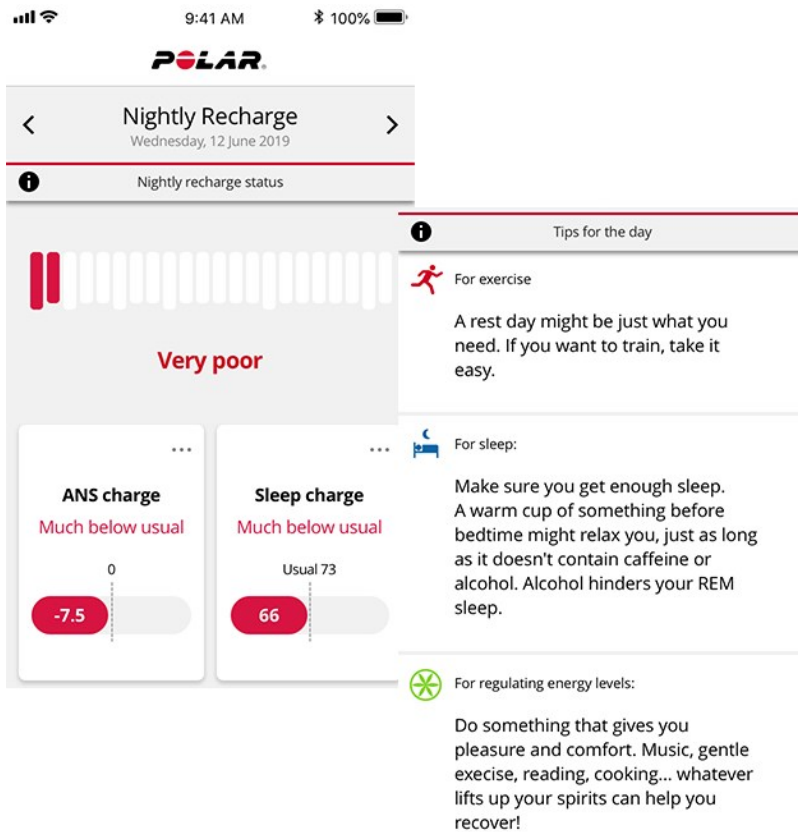 9:41 AM
100%
POLAR
Nightly Recharge
Wednesday, 12 June 2019
Nightly recharge status
Very poor
ANS charge
Much below usual
0
-7.5
Sleep charge
Much below usual
Usual 73
66
Tips for the day
For exercise
A rest day might be just what you
need. If you want to train, take it
easy.
For sleep:
Make sure you get enough sleep.
A warm cup of something before
bedtime might relax you, just as long
as it doesn't contain caffeine or
alcohol. Alcohol hinders your REM
sleep.
For regulating energy levels:
Do something that gives you
pleasure and comfort. Music, gentle
execise, reading, cooking... whatever
lifts up your spirits can help you
recover!